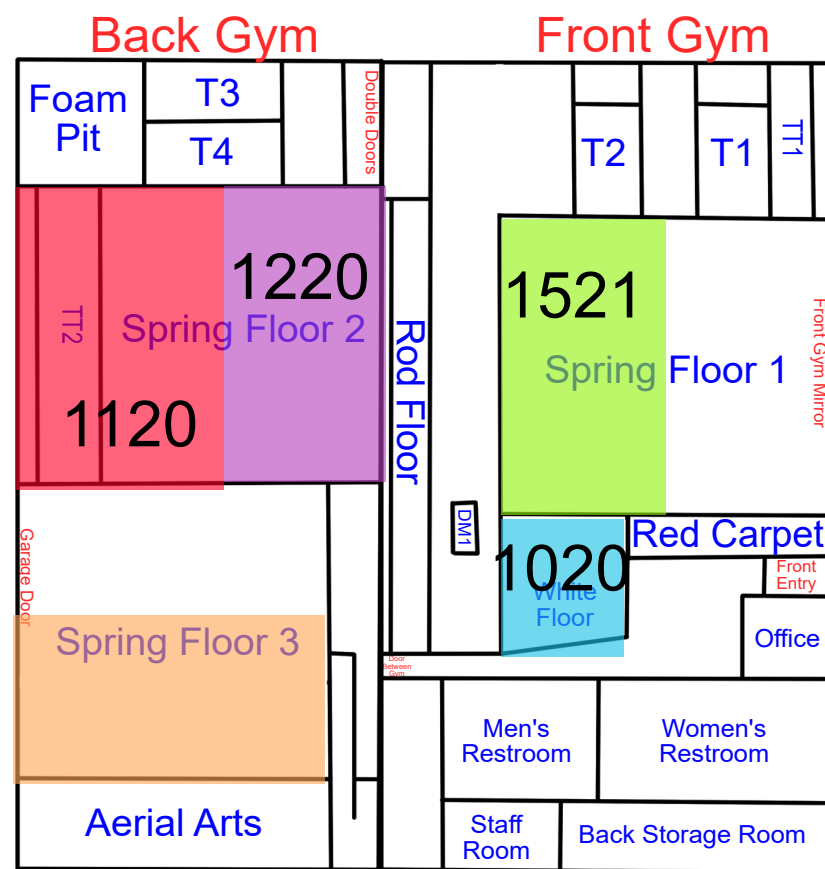 Back Gym
Front Gym
Foam
Pit
T3
T4
Double Doors
T2
T1
TT1
1220
1521
TT2
Spring Floor 2
Rod Floor
Spring Floor 1
Front Gym Mirror
1120
DM1
Red Carpet
Garage Door
1020
White
Floor
Front
Entry
Spring Floor 3
Door
Between
Gym
Office
Men's
Restroom
Women's
Restroom
Aerial Arts
Staff
Room
Back Storage Room